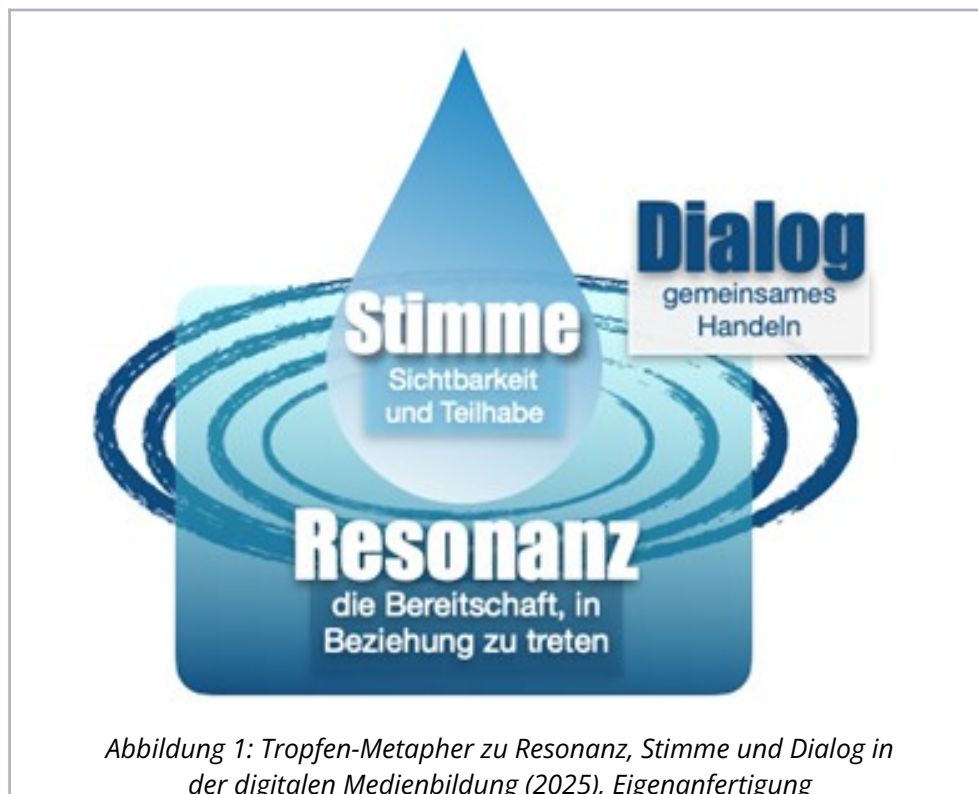 Dialog
gemeinsames
Handeln
Stimme
Sichtbarkeit
und Teilhabe
Resonanz
die Bereitschaft, in
Beziehung zu treten
Abbildung 1: Tropfen-Metapher zu Resonanz, Stimme und Dialog in
der digitalen Medienbildung (2025), Eigenanfertigung